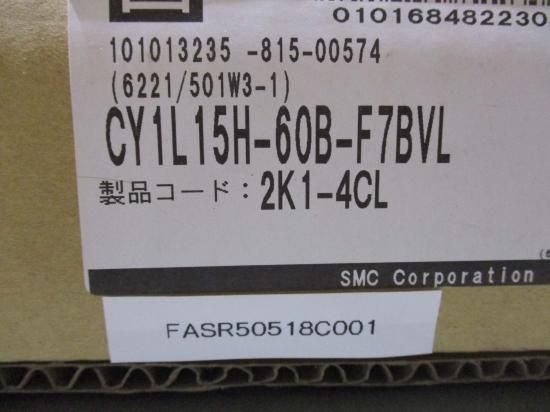 010168482230
101013235 -815-00574
(6221/501W3-1)
CY1L15H-60B-F7BVL
製品コード：2K1-4CL
SMC Corporation
FASR50518C001